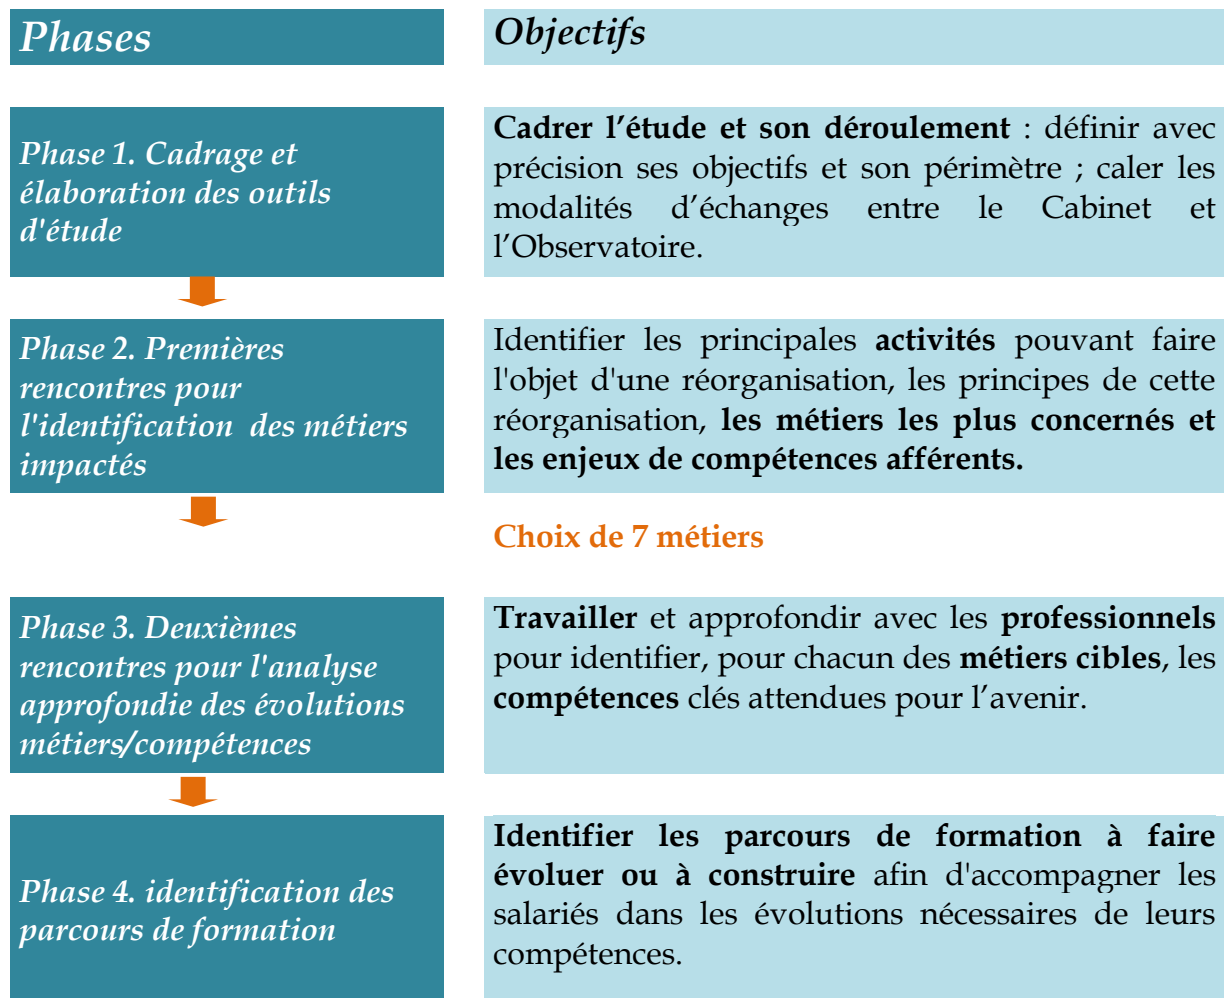 Phases
Objectifs
Phase 1. Cadrage et
élaboration des outils
d'étude
Cadrer l’étude et son déroulement : définir avec
précision ses objectifs et son périmètre ; caler les
modalités d’échanges entre le Cabinet et
l’Observatoire.
Phase 2. Premières
rencontres pour
l'identification des métiers
impactés
Identifier les principales activités pouvant faire
l'objet d'une réorganisation, les principes de cette
réorganisation, les métiers les plus concernés et
les enjeux de compétences afférents.
Choix de 7 métiers
Phase 3. Deuxièmes
rencontres pour l'analyse
approfondie des évolutions
métiers/compétences
Travailler et approfondir avec les professionnels
pour identifier, pour chacun des métiers cibles, les
compétences clés attendues pour l’avenir.
Phase 4. identification des
parcours de formation
Identifier les parcours de formation à faire
évoluer ou à construire afin d'accompagner les
salariés dans les évolutions nécessaires de leurs
compétences.